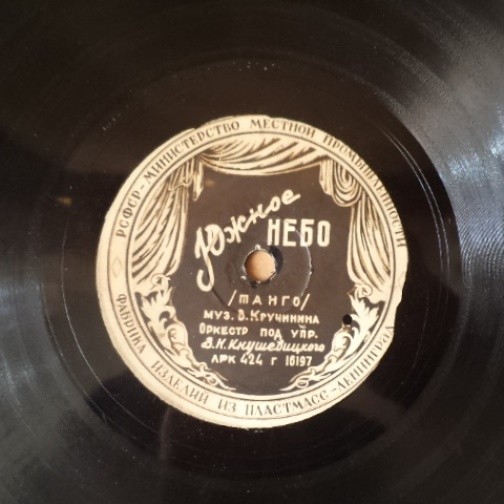 РСФСР - МИНИСТЕРСТВО МЕСТНОЙ ПРОМЫШЛЕННОСТИ
Южное
НЕБО
/ТАНГО/
МУЗ. В. КРУЧИНИНА
ОРКЕСТР ПОД УПР.
В. Н. Кнушевицкого
АРК 424 г 16197
ФАБРИКА ИЗДЕЛИЙ ИЗ ПЛАСТМАСС - ЛЕНИНГРАД